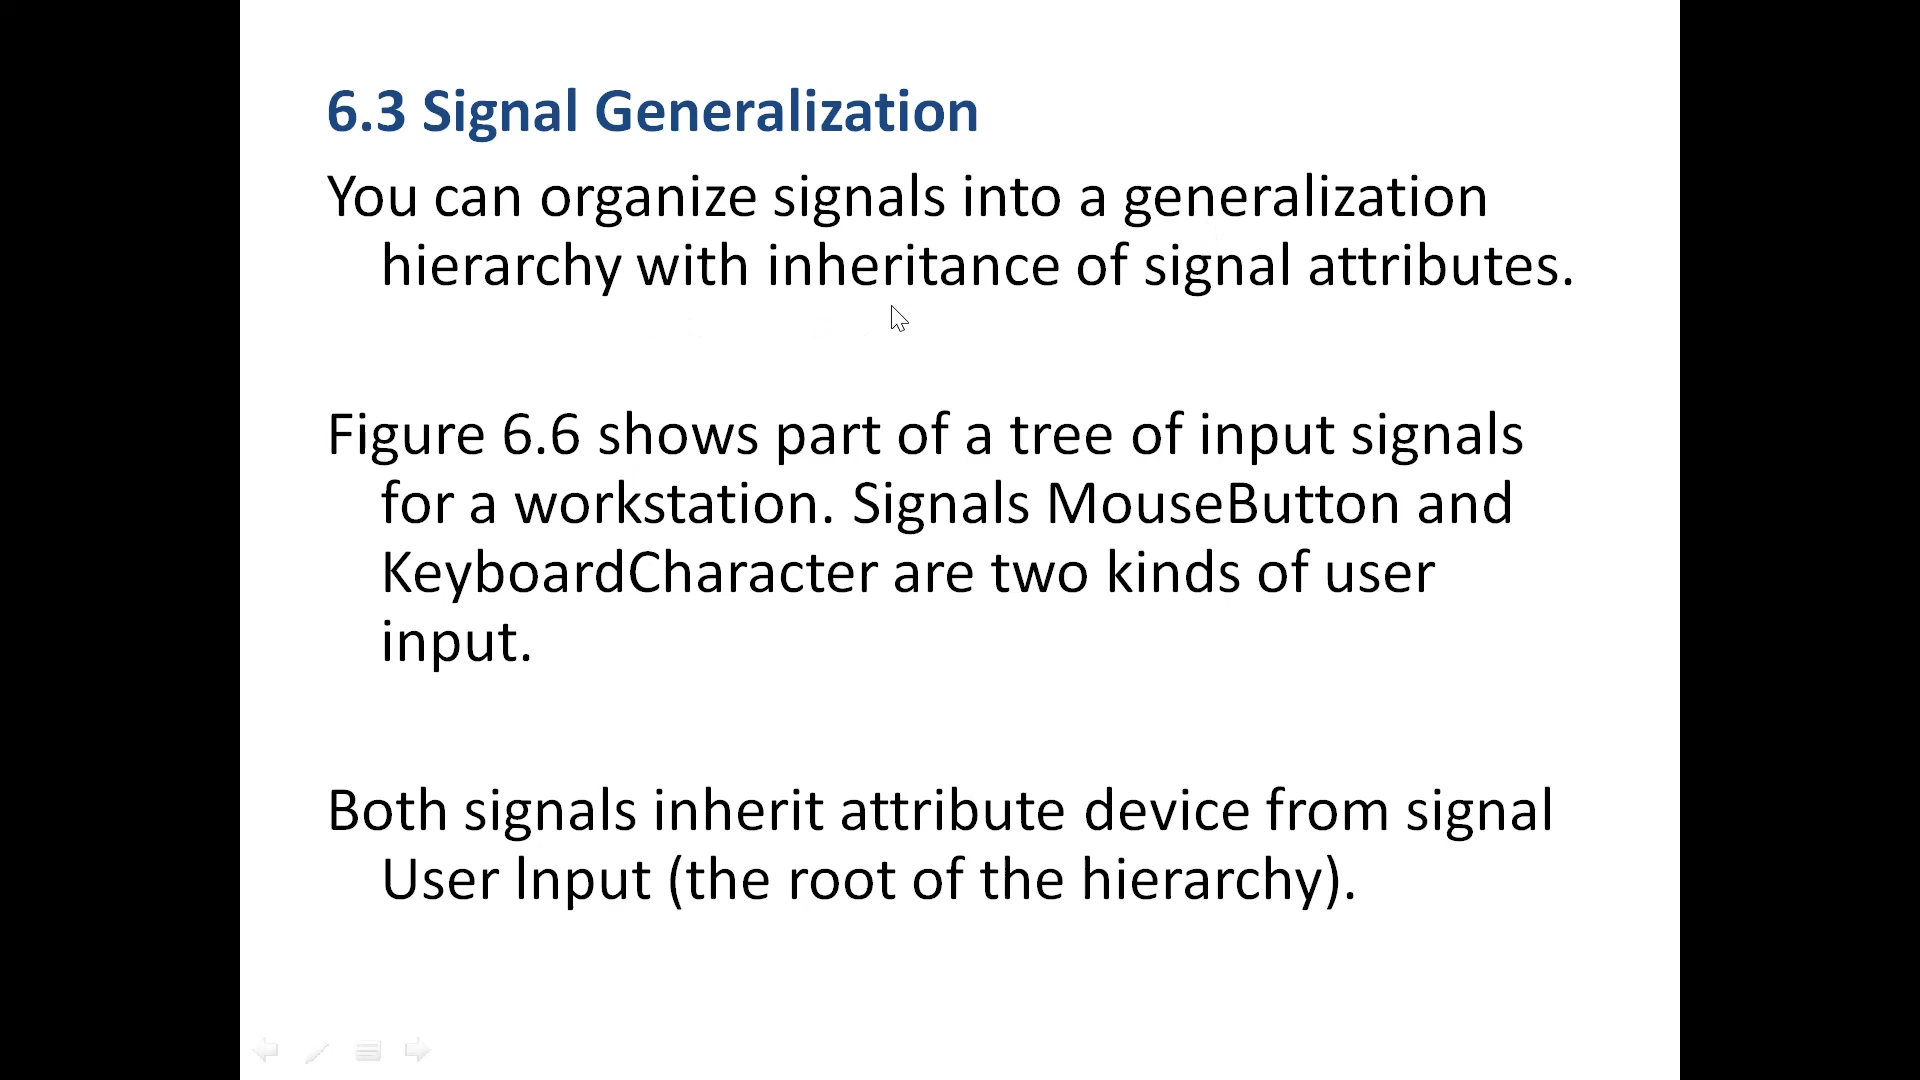 6.3 Signal Generalization
You can organize signals into a generalization
hierarchy with inheritance of signal attributes.
Figure 6.6 shows part of a tree of input signals
for a workstation. Signals MouseButton and
KeyboardCharacter are two kinds of user
input.
Both signals inherit attribute device from signal
User Input (the root of the hierarchy).